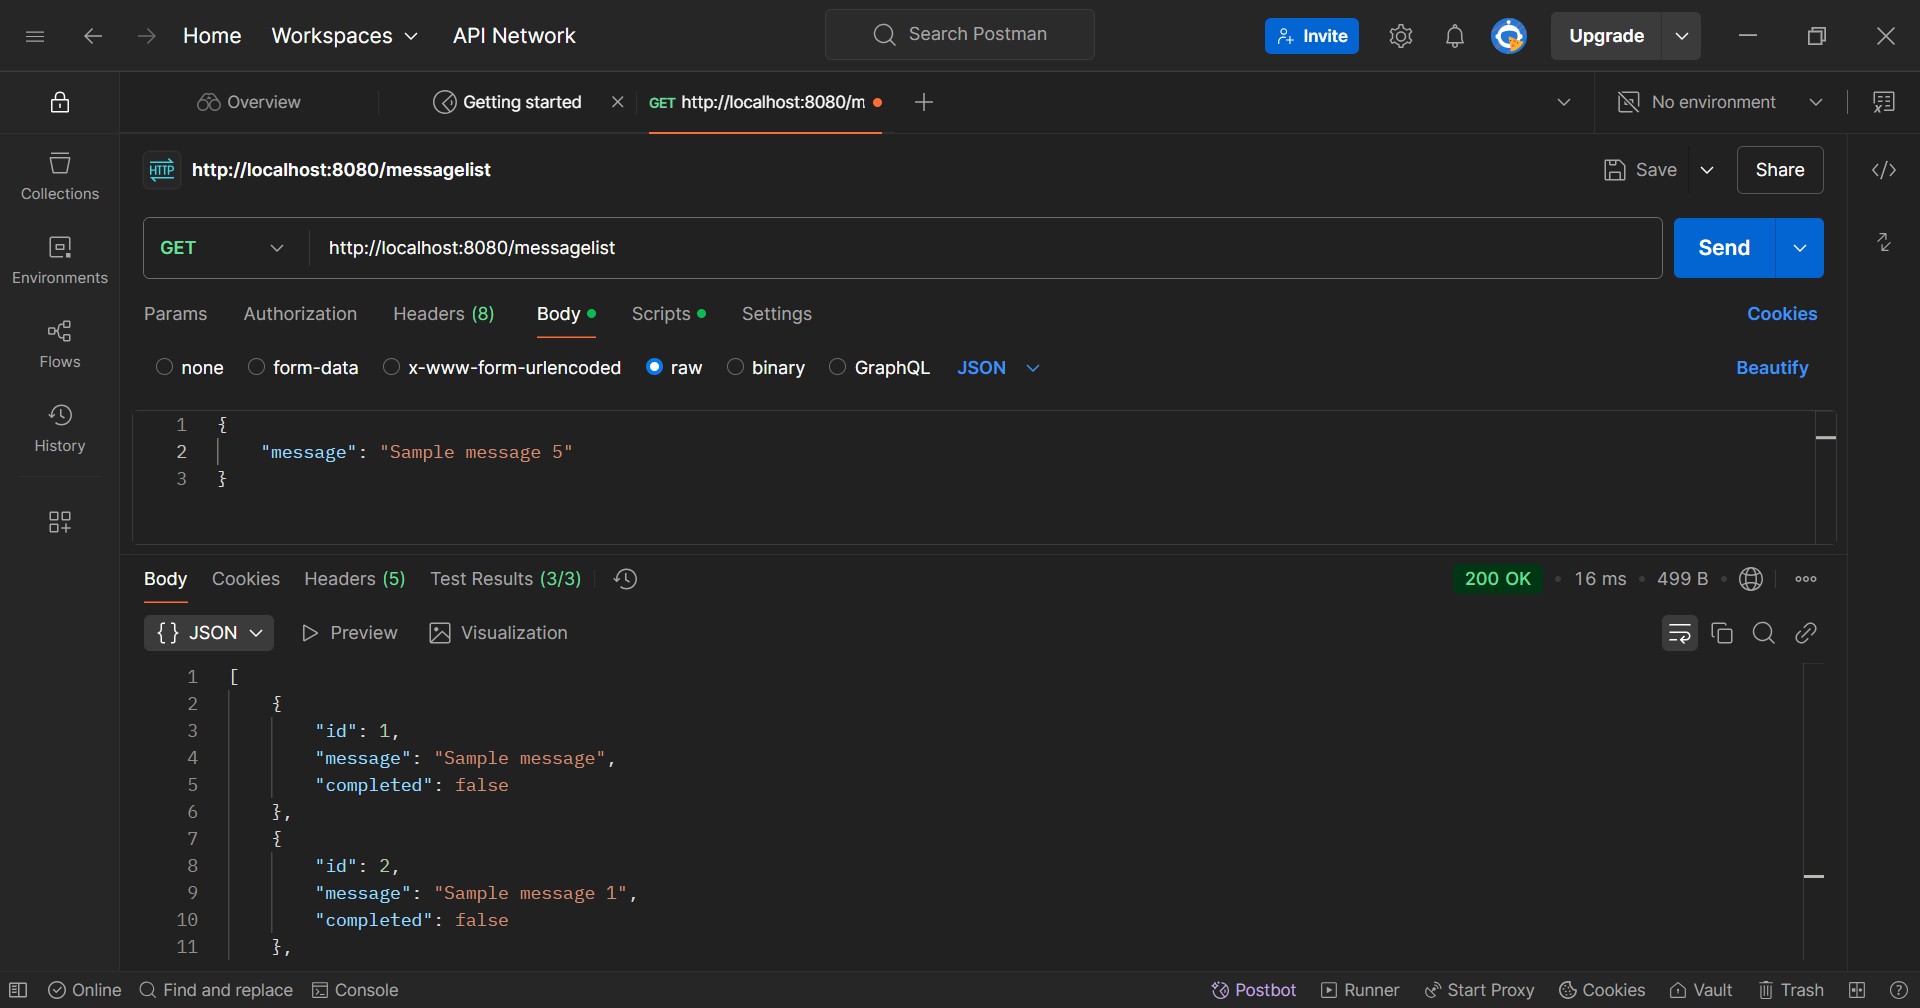 Home Workspaces API Network Search Postman Invite Upgrade
Overview Getting started GET http://localhost:8080/m No environment
HTTP http://localhost:8080/messagelist Save Share
Collections
GET http://localhost:8080/messagelist Send
Environments
Params Authorization Headers (8) Body Scripts Settings Cookies
Flows
none form-data x-www-form-urlencoded raw binary GraphQL JSON Beautify
History
1 {
2 "message": "Sample message 5"
3 }
Body Cookies Headers (5) Test Results (3/3) 200 OK • 16 ms • 499 B •
{} JSON Preview Visualization
1 [
2 {
3 "id": 1,
4 "message": "Sample message",
5 "completed": false
6 },
7 {
8 "id": 2,
9 "message": "Sample message 1",
10 "completed": false
11 },
Online Find and replace Console Postbot Runner Start Proxy Cookies Vault Trash